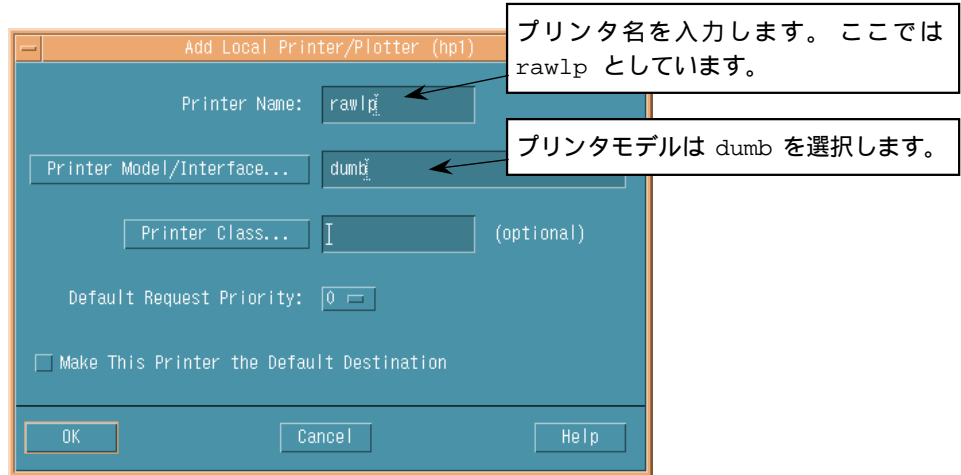 Add Local Printer/Plotter (hp1)
プリンタ名を入力します。 ここでは
rawlp としています。
Printer Name: rawlp
プリンタモデルは dumb を選択します。
Printer Model/Interface... dumb
Printer Class... (optional)
Default Request Priority: 0
Make This Printer the Default Destination
OK Cancel Help